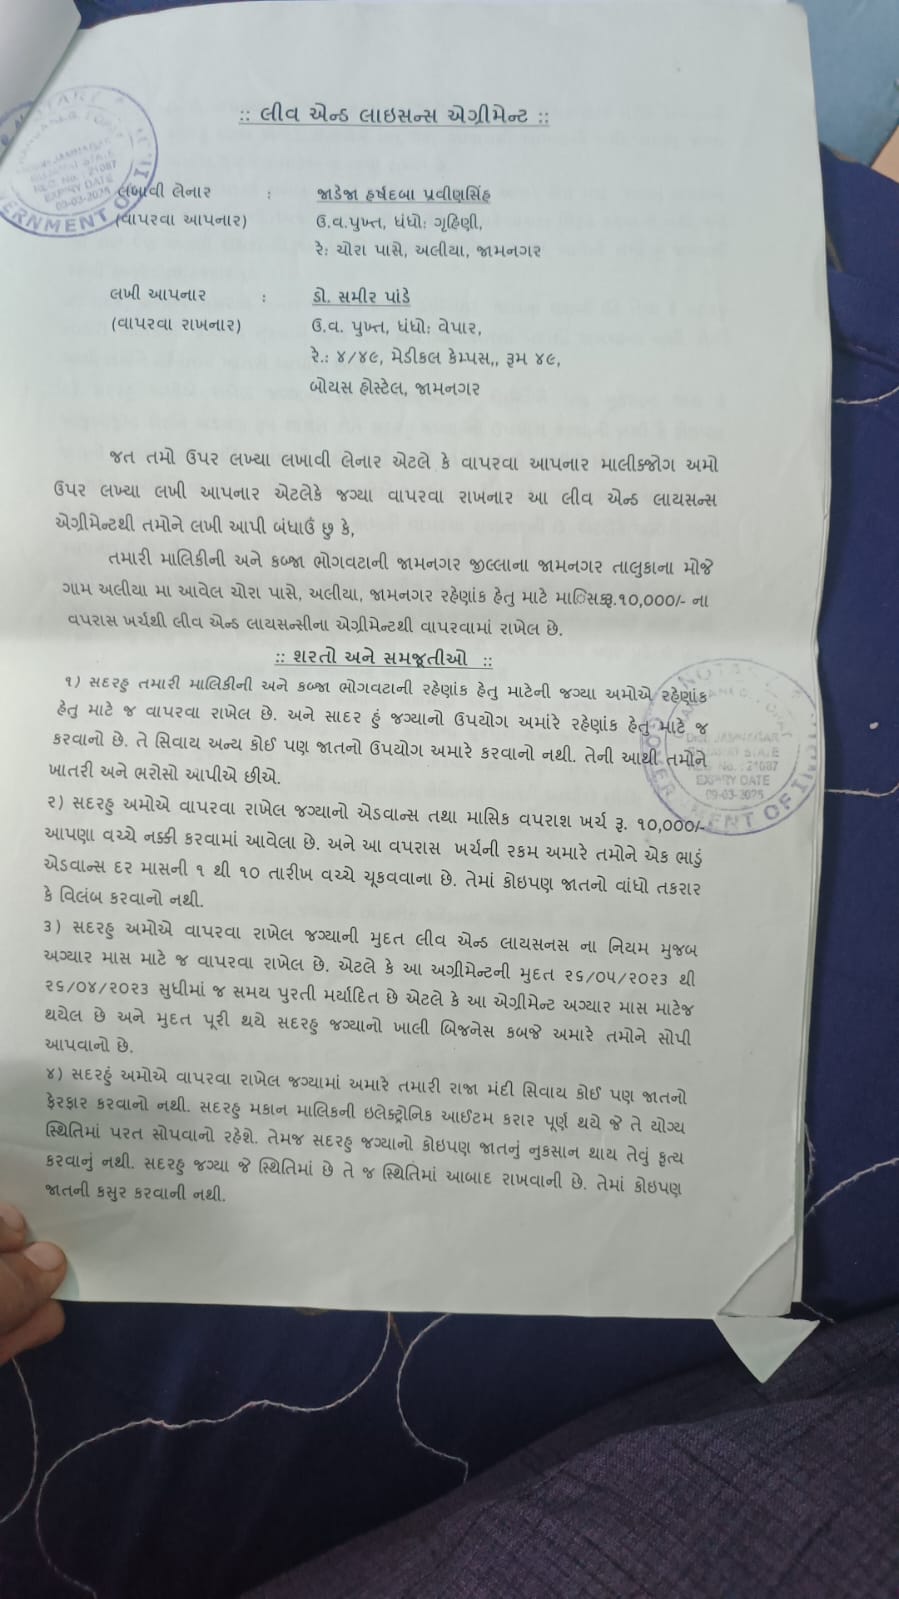 :: લીવ એન્ડ લાઇસન્સ એગ્રીમેન્ટ ::
લખાવી લેનાર : જાડેજા હર્ષદબા પ્રવીણસિંહ
(વાપરવા આપનાર) ઉ.વ.પુખ્ત, ધંધો: ગૃહિણી,
રે: ચોરા પાસે, અલીયા, જામનગર
લખી આપનાર : ડો. સમીર પાંડે
(વાપરવા રાખનાર) ઉ.વ. પુખ્ત, ધંધો: વેપાર,
રે.: ૪/૪૯, મેડીકલ કેમ્પસ,, રૂમ ૪૯,
બોયસ હોસ્ટેલ, જામનગર
જત તમો ઉપર લખ્યા લખાવી લેનાર એટલે કે વાપરવા આપનાર માલીકજોગ અમો
ઉપર લખ્યા લખી આપનાર એટલેકે જગ્યા વાપરવા રાખનાર આ લીવ એન્ડ લાયસન્સ
એગ્રીમેન્ટથી તમોને લખી આપી બંધાઉં છુ કે,
તમારી માલિકીની અને કબ્જા ભોગવટાની જામનગર જીલ્લાના જામનગર તાલુકાના મોજે
ગામ અલીયા મા આવેલ ચોરા પાસે, અલીયા, જામનગર રહેણાંક હેતુ માટે માસિકરૂ.૧૦,000/- ના
વપરાસ ખર્ચથી લીવ એન્ડ લાયસન્સીના એગ્રીમેન્ટથી વાપરવામાં રાખેલ છે.
:: શરતો અને સમજૂતીઓ ::
૧) સદરહુ તમારી માલિકીની અને કબ્જા ભોગવટાની રહેણાંક હેતુ માટેની જગ્યા અમોએ રહેણાંક
હેતુ માટે જ વાપરવા રાખેલ છે. અને સાદર હું જગ્યાનો ઉપયોગ અમારે રહેણાંક હેતુ માટે જ
કરવાનો છે. તે સિવાય અન્ય કોઈ પણ જાતનો ઉપયોગ અમારે કરવાનો નથી. તેની આથી તમોને
ખાતરી અને ભરોસો આપીએ છીએ.
૨) સદરહુ અમોએ વાપરવા રાખેલ જગ્યાનો એડવાન્સ તથા માસિક વપરાશ ખર્ચ રૂ. ૧૦,000/-
આપણા વચ્ચે નક્કી કરવામાં આવેલા છે. અને આ વપરાસ ખર્ચની રકમ અમારે તમોને એક ભાડું
એડવાન્સ દર માસની ૧ થી ૧૦ તારીખ વચ્ચે ચૂકવવાના છે. તેમાં કોઇપણ જાતનો વાંધો તકરાર
કે વિલંબ કરવાનો નથી.
૩) સદરહુ અમોએ વાપરવા રાખેલ જગ્યાની મુદત લીવ એન્ડ લાયસનસ ના નિયમ મુજબ
અગ્યાર માસ માટે જ વાપરવા રાખેલ છે. એટલે કે આ અગ્રીમેન્ટની મુદત ૨૬/૦૫/૨૦૨૩ થી
૨૬/૦૪/૨૦૨૩ સુધીમાં જ સમય પુરતી મર્યાદિત છે એટલે કે આ એગ્રીમેન્ટ અગ્યાર માસ માટેજ
થયેલ છે અને મુદત પૂરી થયે સદરહુ જગ્યાનો ખાલી બિજનેસ કબજે અમારે તમોને સોપી
આપવાનો છે.
૪) સદરહું અમોએ વાપરવા રાખેલ જગ્યામાં અમારે તમારી રાજા મંદી સિવાય કોઈ પણ જાતનો
ફેરફાર કરવાનો નથી. સદરહુ મકાન માલિકની ઇલેક્ટ્રોનિક આઈટમ કરાર પૂર્ણ થયે જે તે યોગ્ય
સ્થિતિમાં પરત સોપવાનો રહેશે. તેમજ સદરહુ જગ્યાનો કોઇપણ જાતનું નુકસાન થાય તેવું કૃત્ય
કરવાનું નથી. સદરહુ જગ્યા જે સ્થિતિમાં છે તે જ સ્થિતિમાં આબાદ રાખવાની છે. તેમાં કોઇપણ
જાતની કસુર કરવાની નથી.
REG. No. : 21087
EXPIRY DATE
09-03-2025